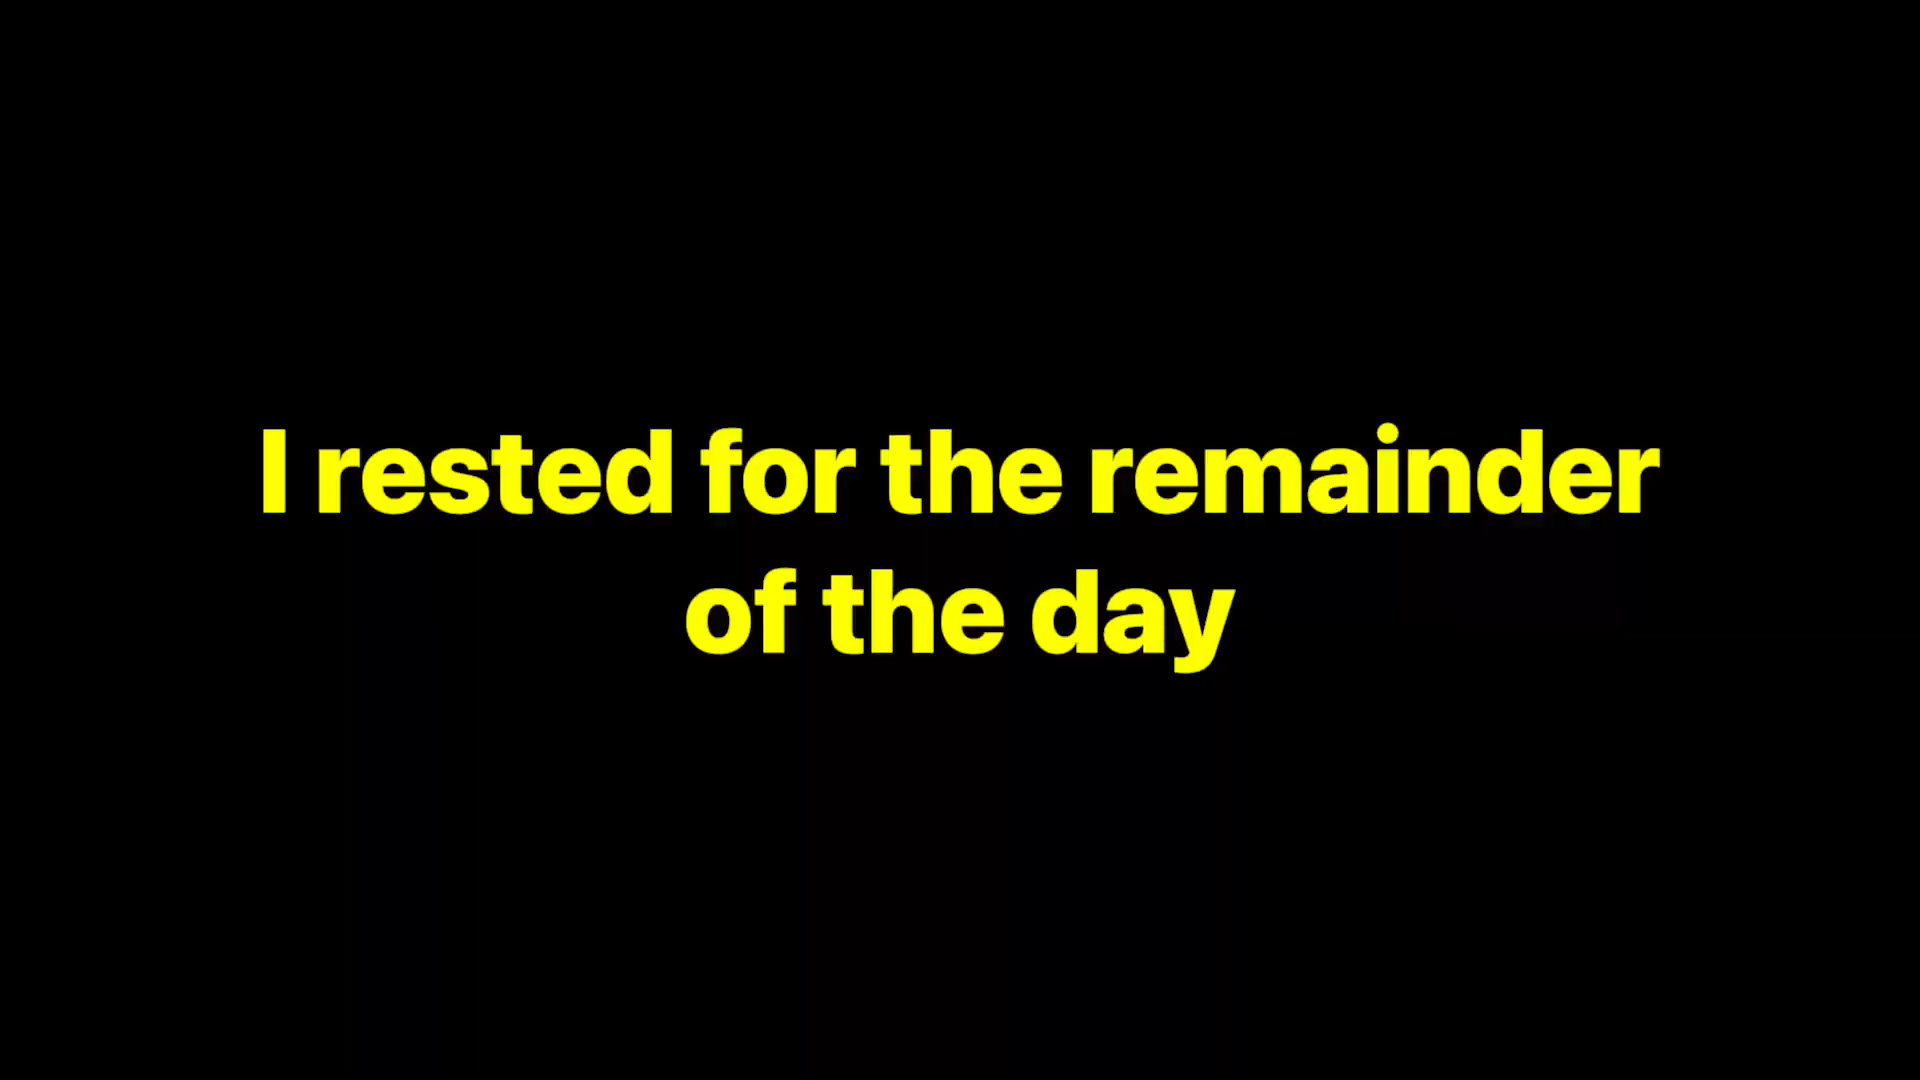 I rested for the remainder
of the day